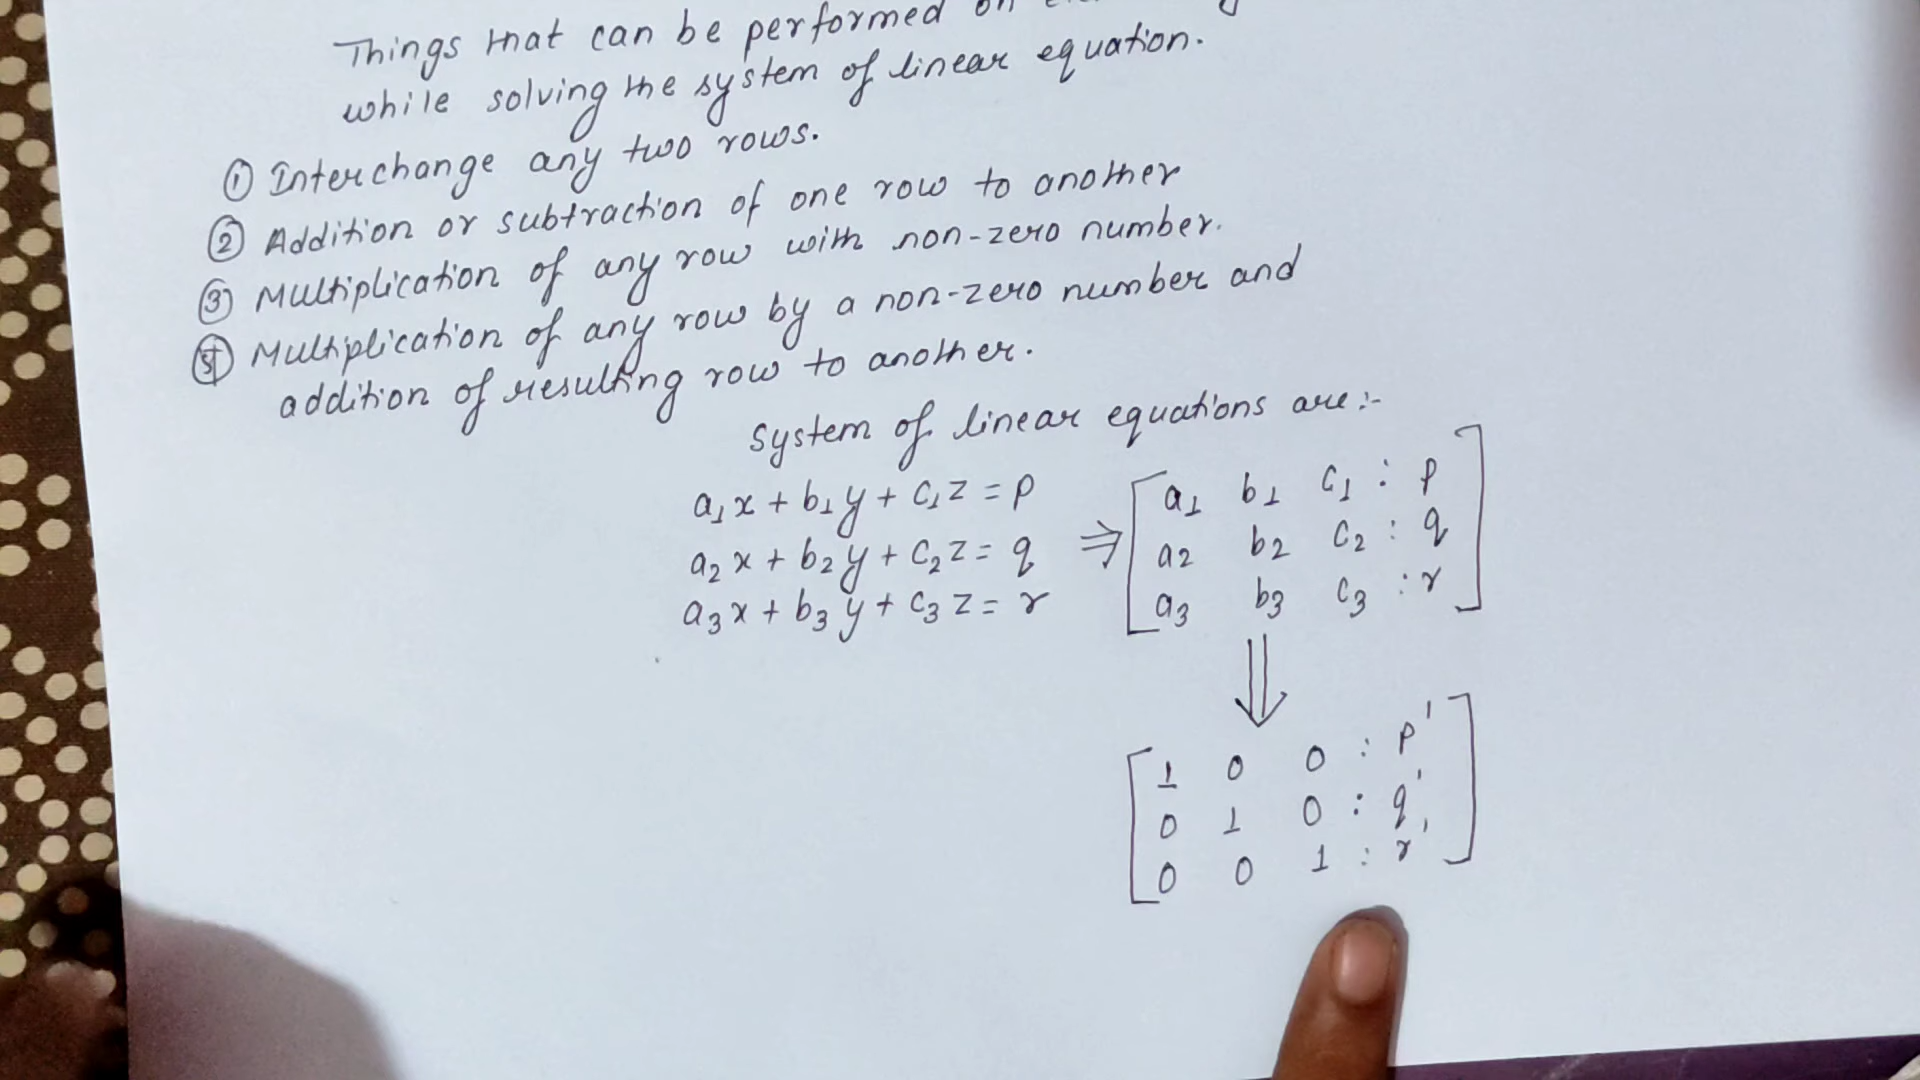 Things that can be performed on
while solving the system of linear equation.
① Interchange any two rows.
② Addition or subtraction of one row to another
③ Multiplication of any row with non-zero number.
④ Multiplication of any row by a non-zero number and
addition of resulting row to another.
System of linear equations are:-
a₁x + b₁y + c₁z = p ⇒ [ a₁ b₁ c₁ : p ]
a₂x + b₂y + c₂z = q [ a₂ b₂ c₂ : q ]
a₃x + b₃y + c₃z = r [ a₃ b₃ c₃ : r ]
⇓
[ 1 0 0 : p' ]
[ 0 1 0 : q' ]
[ 0 0 1 : r' ]